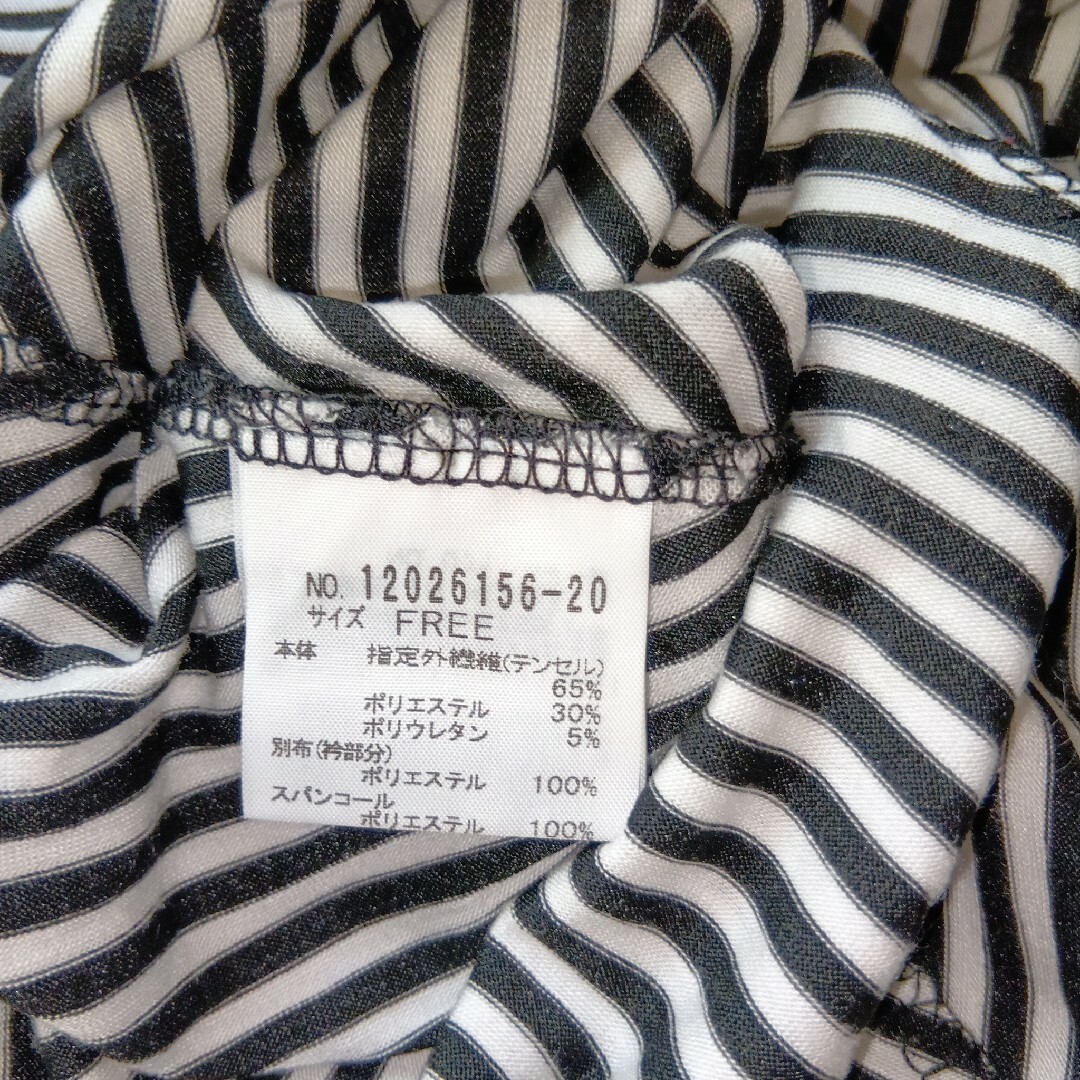 NO. 12026156-20
サイズ FREE
本体 指定外繊維(テンセル)
65%
ポリエステル 30%
ポリウレタン 5%
別布(衿部分)
ポリエステル 100%
スパンコール
ポリエステル 100%